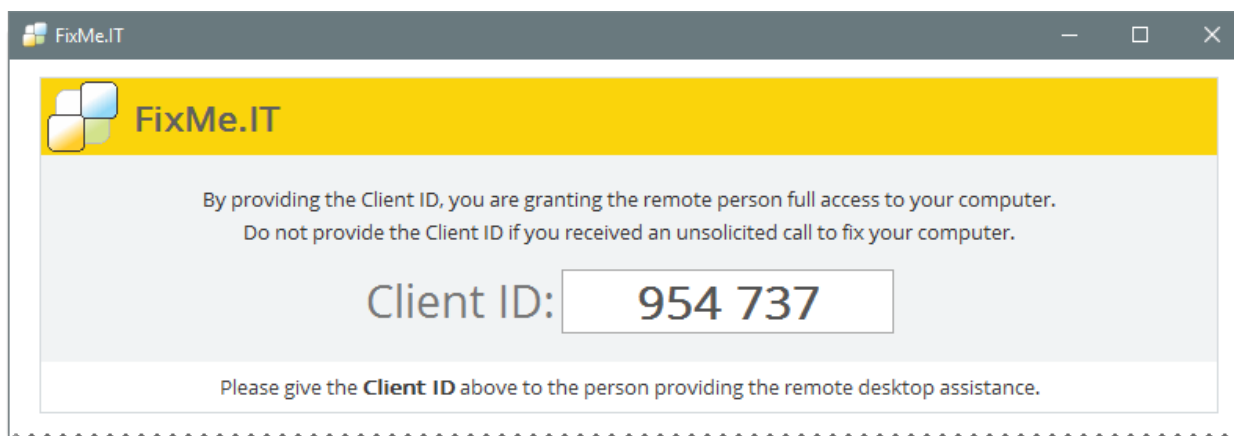 FixMe.IT
FixMe.IT
By providing the Client ID, you are granting the remote person full access to your computer.
Do not provide the Client ID if you received an unsolicited call to fix your computer.
Client ID: 954 737
Please give the Client ID above to the person providing the remote desktop assistance.